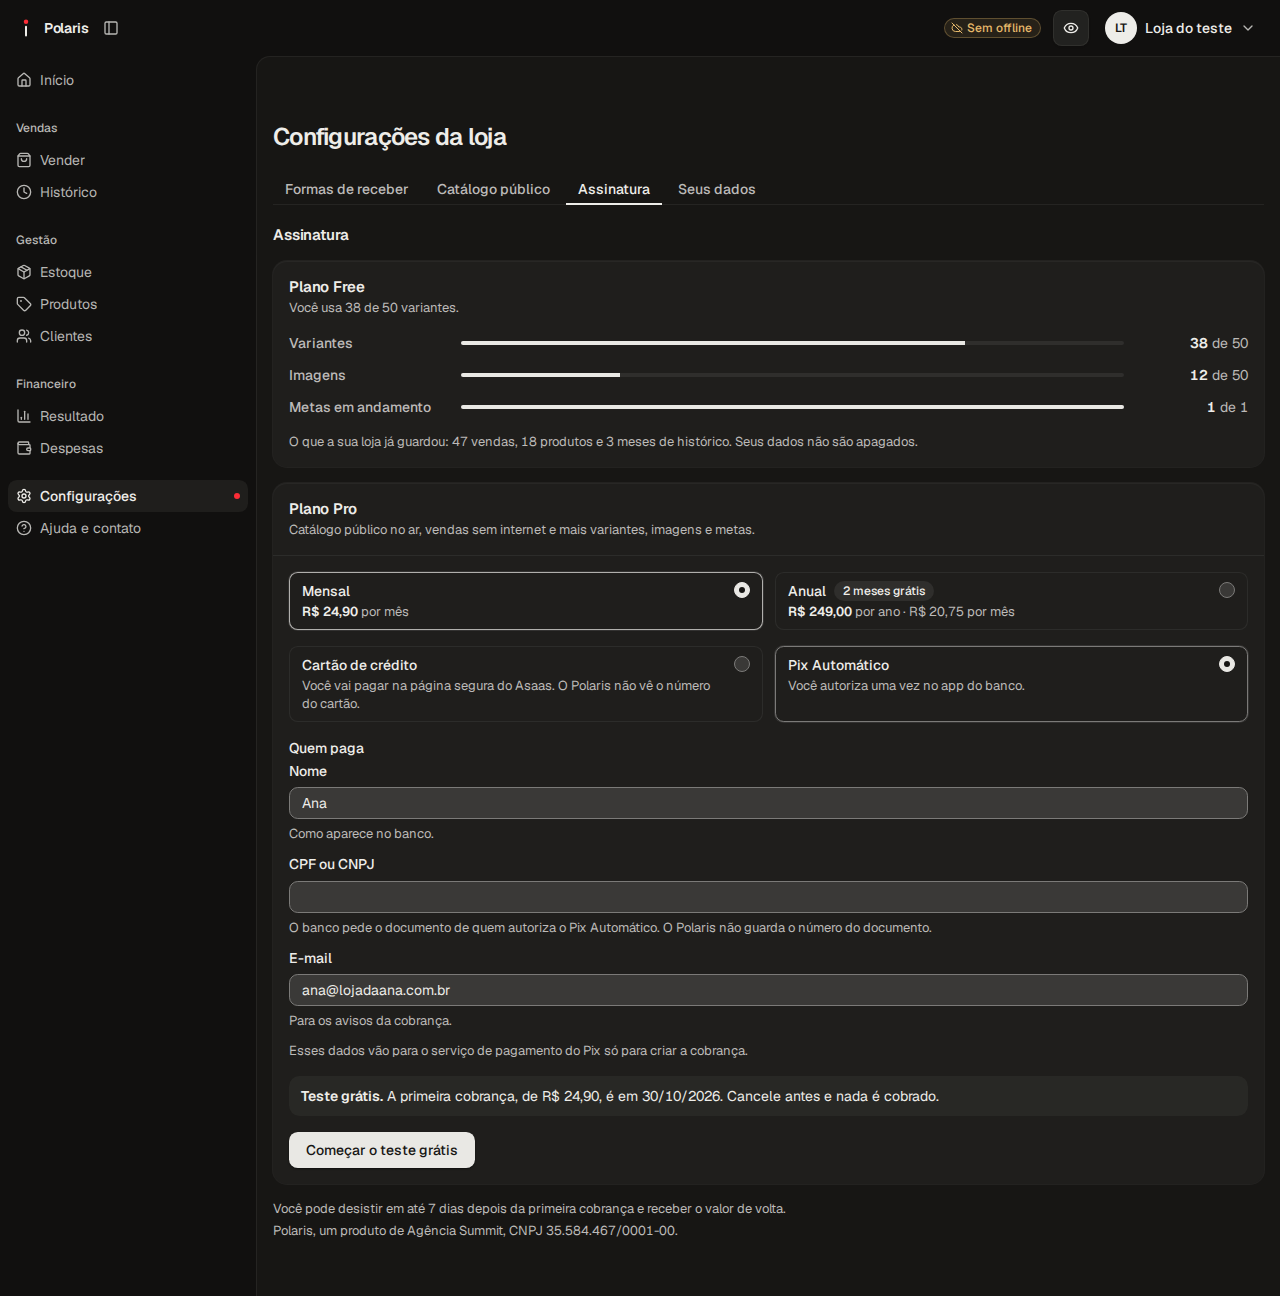 Polaris
Sem offline
LT
Loja do teste
Início
Vendas
Vender
Histórico
Gestão
Estoque
Produtos
Clientes
Financeiro
Resultado
Despesas
Configurações
Ajuda e contato
Configurações da loja
Formas de receber
Catálogo público
Assinatura
Seus dados
Assinatura
Plano Free
Você usa 38 de 50 variantes.
Variantes
38 de 50
Imagens
12 de 50
Metas em andamento
1 de 1
O que a sua loja já guardou: 47 vendas, 18 produtos e 3 meses de histórico. Seus dados não são apagados.
Plano Pro
Catálogo público no ar, vendas sem internet e mais variantes, imagens e metas.
Mensal
R$ 24,90 por mês
Anual
2 meses grátis
R$ 249,00 por ano · R$ 20,75 por mês
Cartão de crédito
Você vai pagar na página segura do Asaas. O Polaris não vê o número
do cartão.
Pix Automático
Você autoriza uma vez no app do banco.
Quem paga
Nome
Ana
Como aparece no banco.
CPF ou CNPJ
O banco pede o documento de quem autoriza o Pix Automático. O Polaris não guarda o número do documento.
E-mail
ana@lojadaana.com.br
Para os avisos da cobrança.
Esses dados vão para o serviço de pagamento do Pix só para criar a cobrança.
Teste grátis. A primeira cobrança, de R$ 24,90, é em 30/10/2026. Cancele antes e nada é cobrado.
Começar o teste grátis
Você pode desistir em até 7 dias depois da primeira cobrança e receber o valor de volta.
Polaris, um produto de Agência Summit, CNPJ 35.584.467/0001-00.